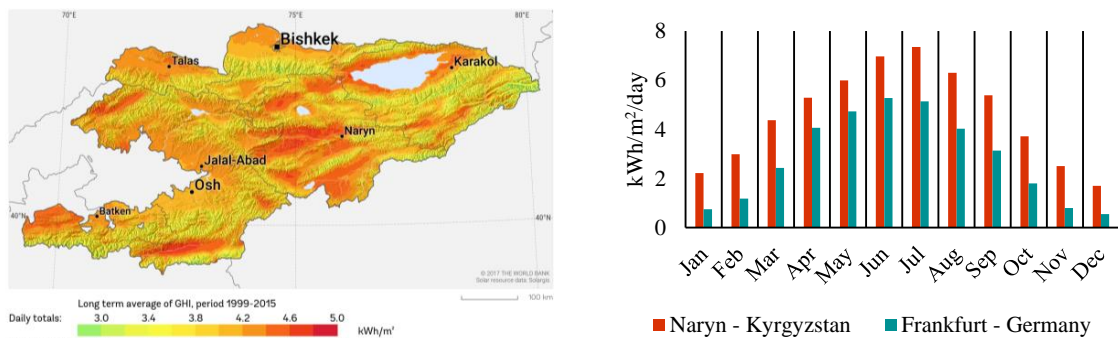 70°E 75°E 80°E
Bishkek
Talas
Karakol
Naryn
Jalal-Abad
Osh
Batken
40°N 40°N
© 2017 THE WORLD BANK
Solar resource data: Solargis.
100 km
Long term average of GHI, period 1999-2015
Daily totals: 3.0 3.4 3.8 4.2 4.6 5.0
kWh/m²
kWh/m²/day
8
6
4
2
0
Jan Feb Mar Apr May Jun Jul Aug Sep Oct Nov Dec
Naryn - Kyrgyzstan Frankfurt - Germany